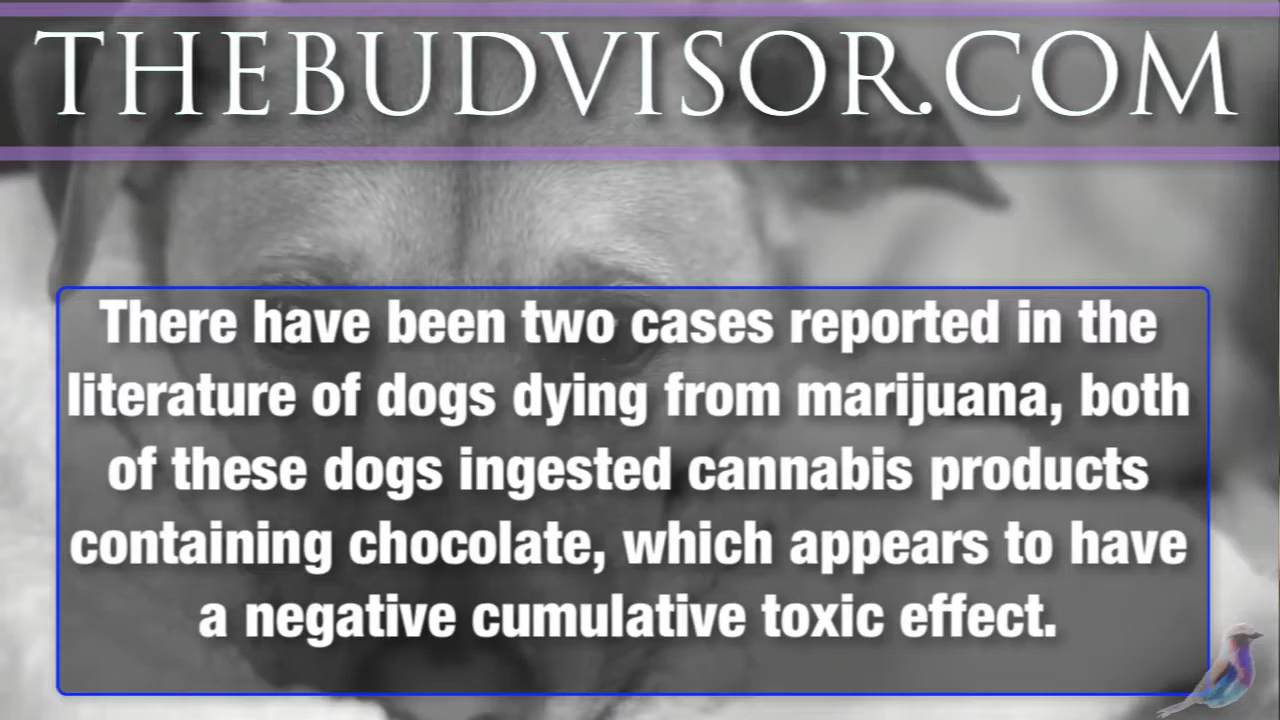 THEBUDVISOR.COM
There have been two cases reported in the
literature of dogs dying from marijuana, both
of these dogs ingested cannabis products
containing chocolate, which appears to have
a negative cumulative toxic effect.